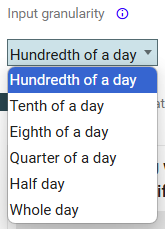 Input granularity
Hundredth of a day
Hundredth of a day
Tenth of a day
Eighth of a day
Quarter of a day
Half day
Whole day